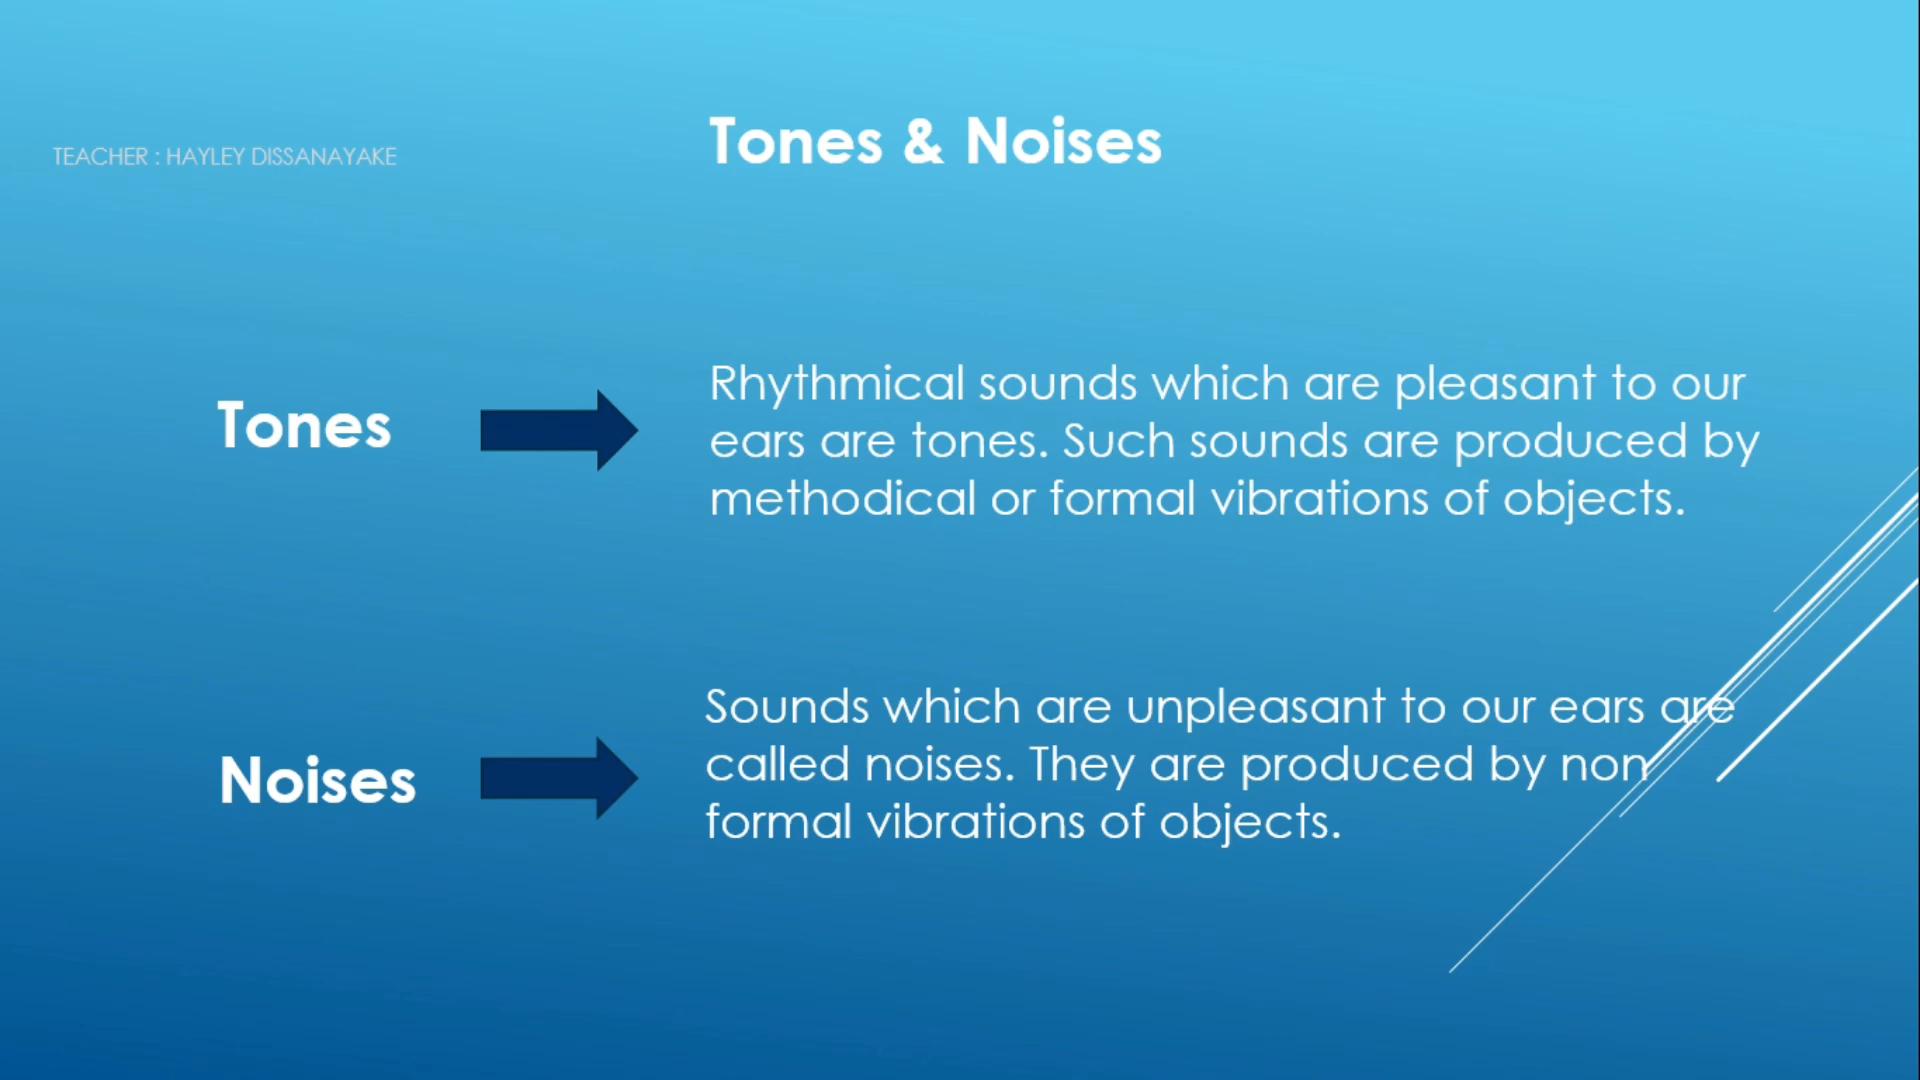 Tones & Noises
TEACHER : HAYLEY DISSANAYAKE
Tones
Rhythmical sounds which are pleasant to our
ears are tones. Such sounds are produced by
methodical or formal vibrations of objects.
Noises
Sounds which are unpleasant to our ears are
called noises. They are produced by non
formal vibrations of objects.